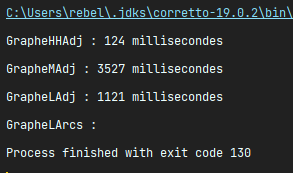 C:\Users\rebel\.jdks\corretto-19.0.2\bin\
GrapheHHAdj : 124 millisecondes
GrapheMAdj : 3527 millisecondes
GrapheLAdj : 1121 millisecondes
GrapheLArcs :
Process finished with exit code 130